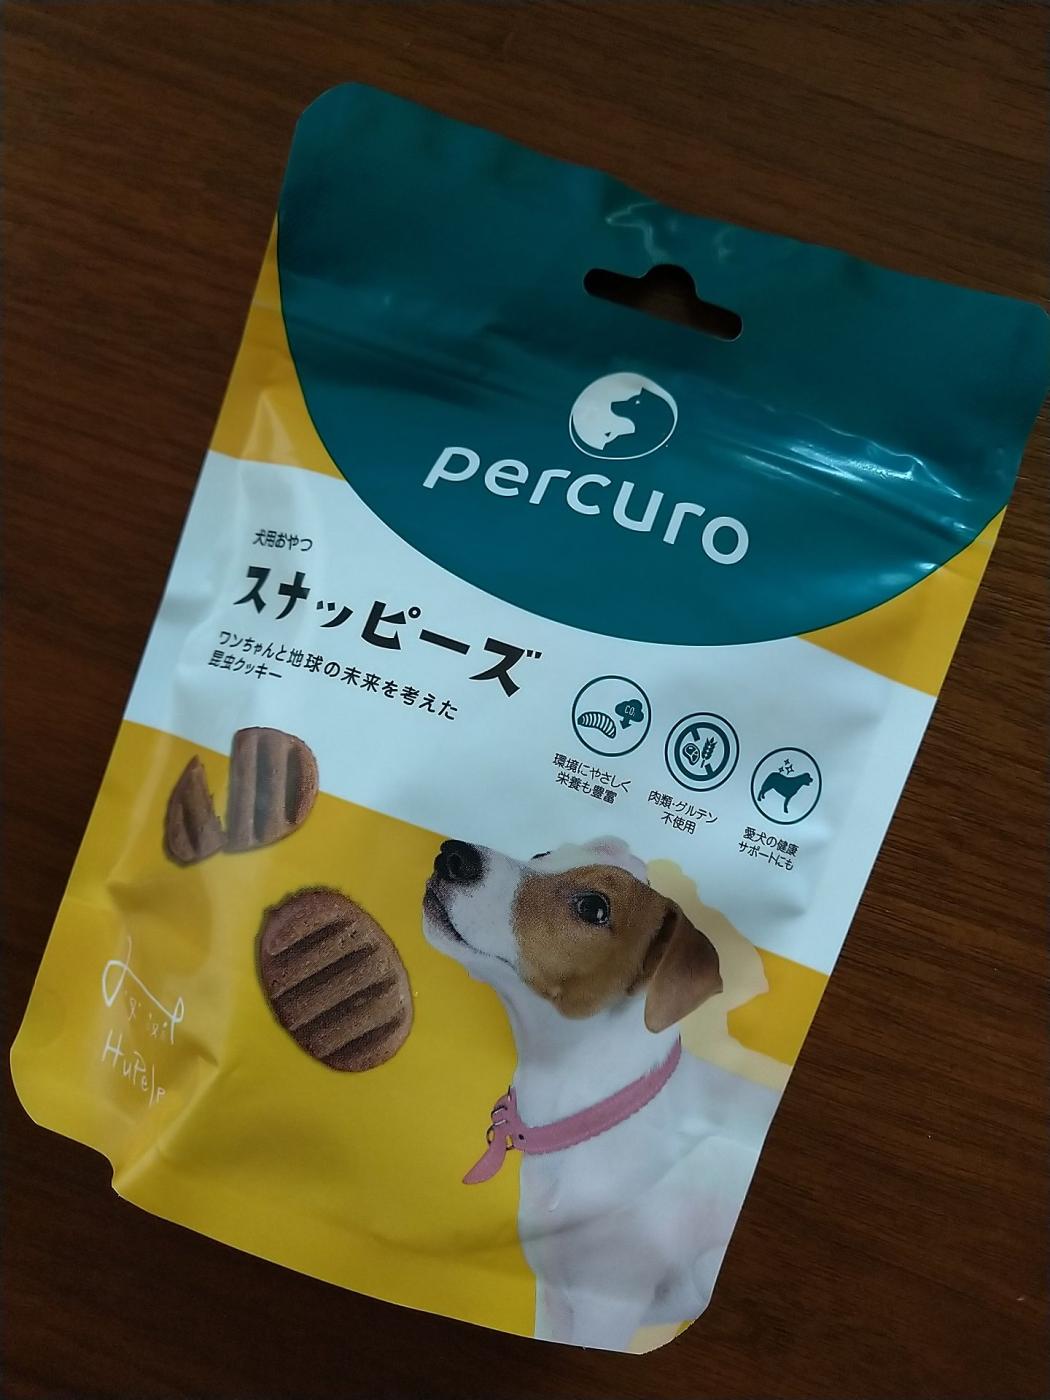 percuro
犬用おやつ
スナッピーズ
ワンちゃんと地球の未来を考えた
昆虫クッキー
CO₂
環境にやさしく
栄養も豊富
肉類・グルテン
不使用
愛犬の健康
サポートにも